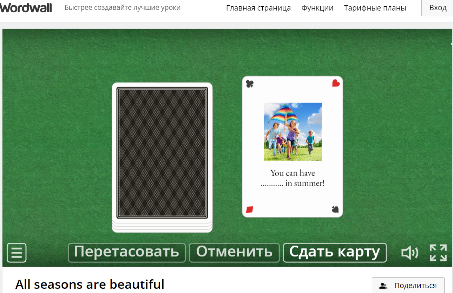 Wordwall
Быстрее создавайте лучшие уроки
Главная страница
Функции
Тарифные планы
Вход
You can have
........... in summer!
Перетасовать
Отменить
Сдать карту
All seasons are beautiful
Поделиться